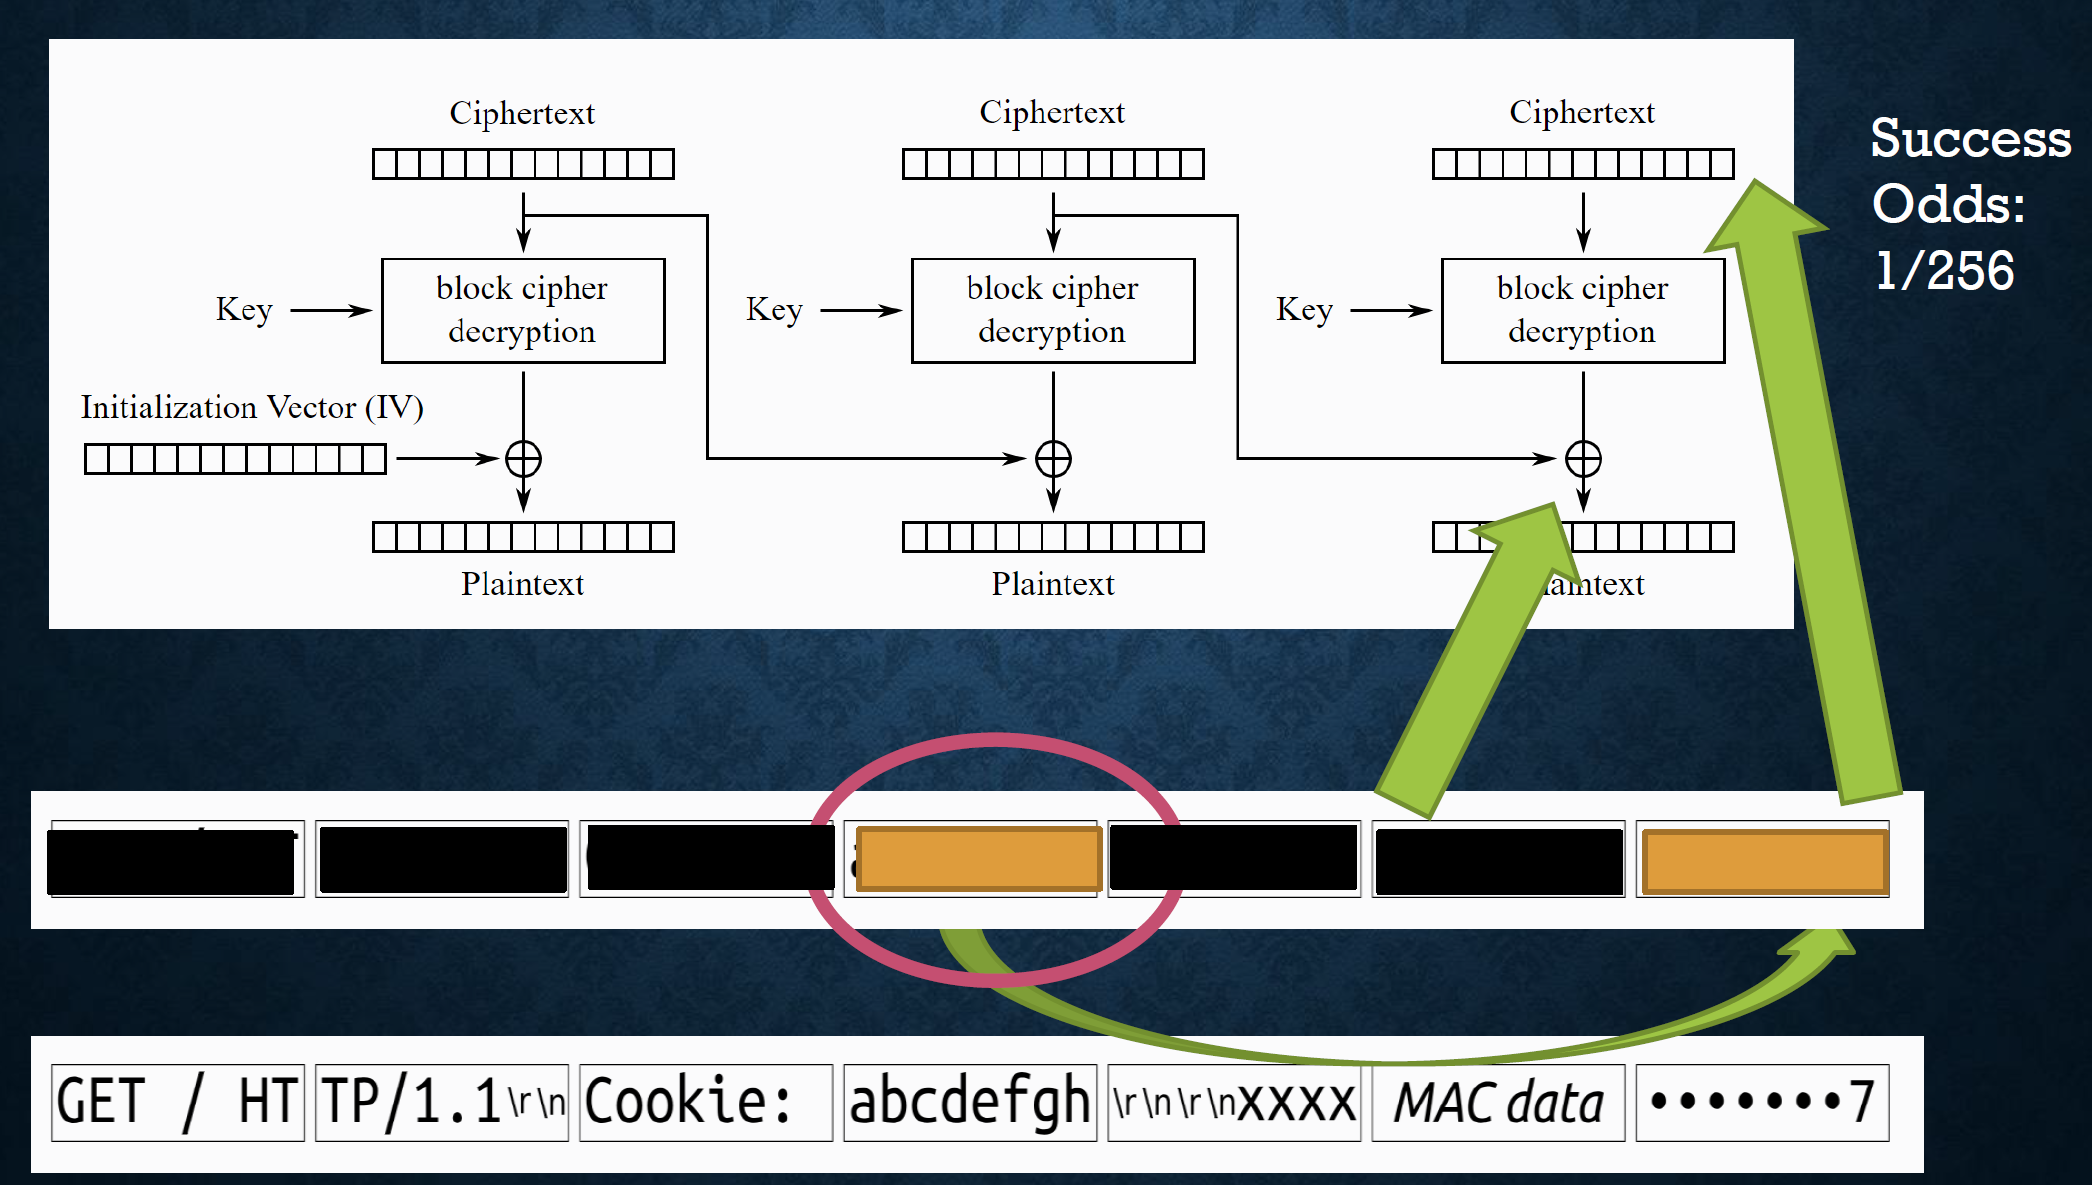 Ciphertext
Ciphertext
Ciphertext
Success
Odds:
1/256
Key
block cipher
decryption
Key
block cipher
decryption
Key
block cipher
decryption
Initialization Vector (IV)
Plaintext
Plaintext
laintext
GET / HT
TP/1.1\r\n
Cookie:
abcdefgh
\r\n\r\nXXXX
MAC data
•••••••7